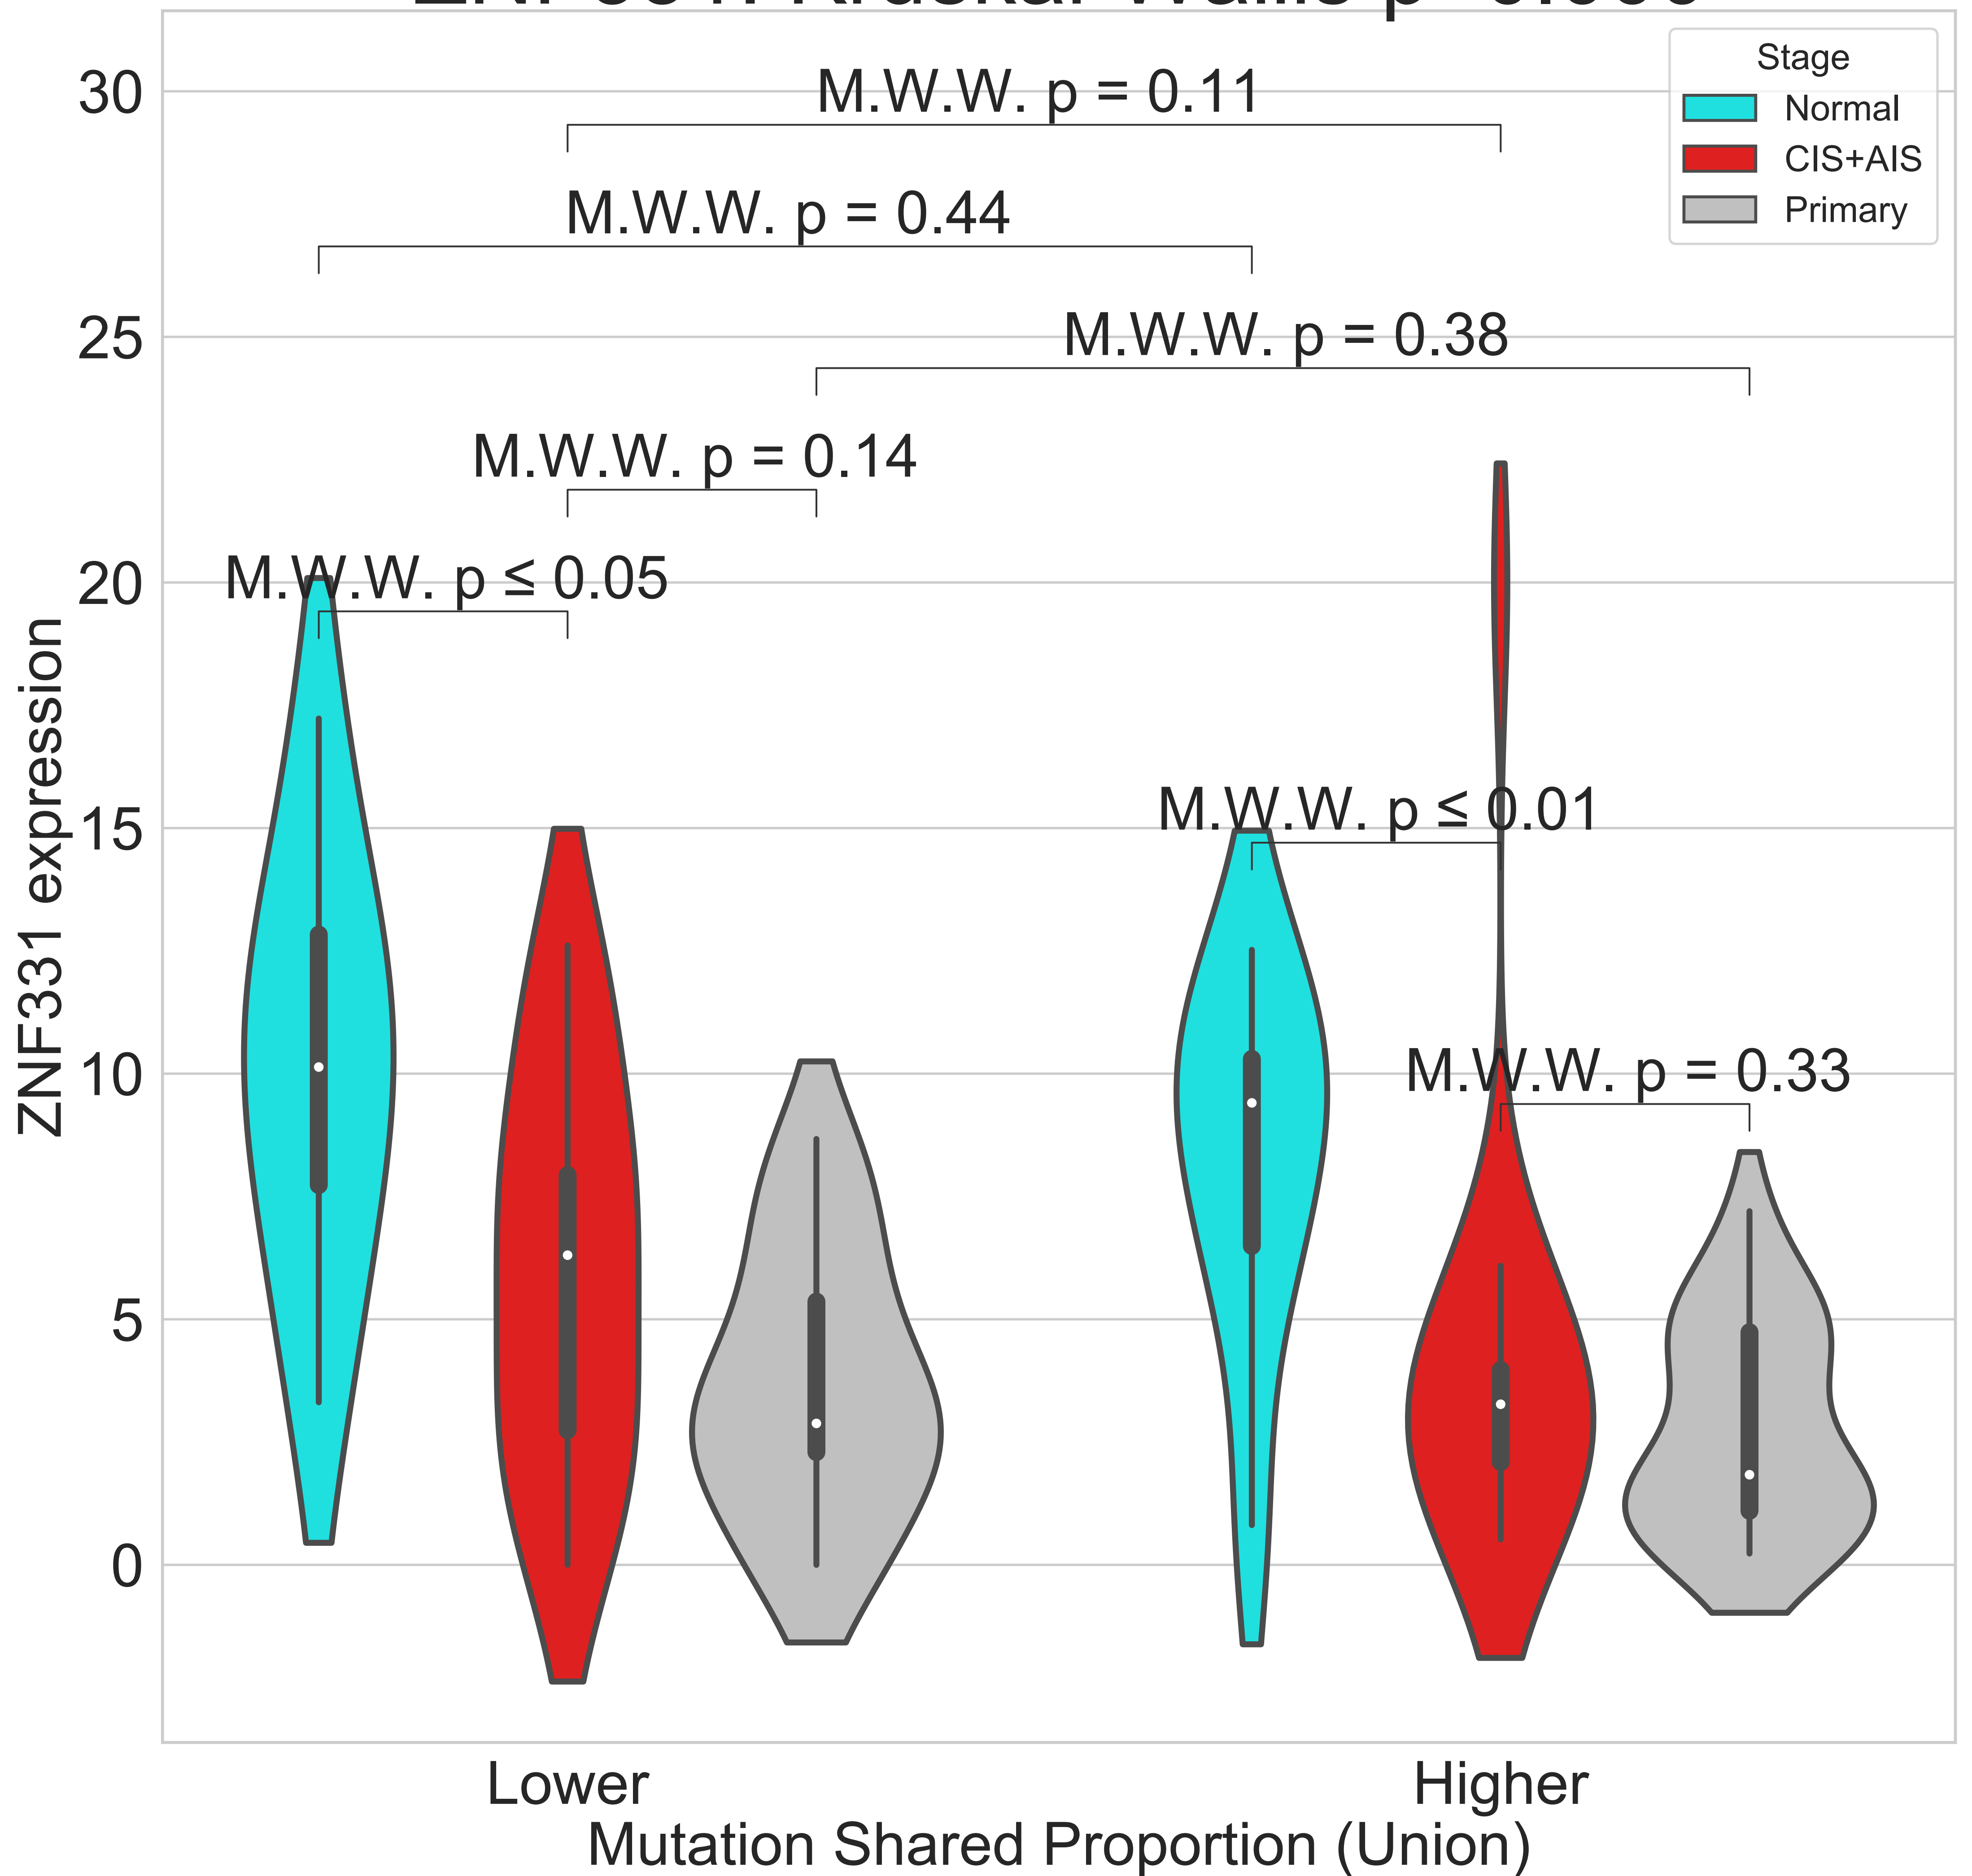 Stage
Normal
CIS+AIS
Primary
M.W.W. p = 0.11
M.W.W. p = 0.44
M.W.W. p = 0.38
M.W.W. p = 0.14
M.W.W. p ≤ 0.05
M.W.W. p ≤ 0.01
M.W.W. p = 0.33
30
25
20
15
10
5
0
ZNF331 expression
Lower
Higher
Mutation Shared Proportion (Union)